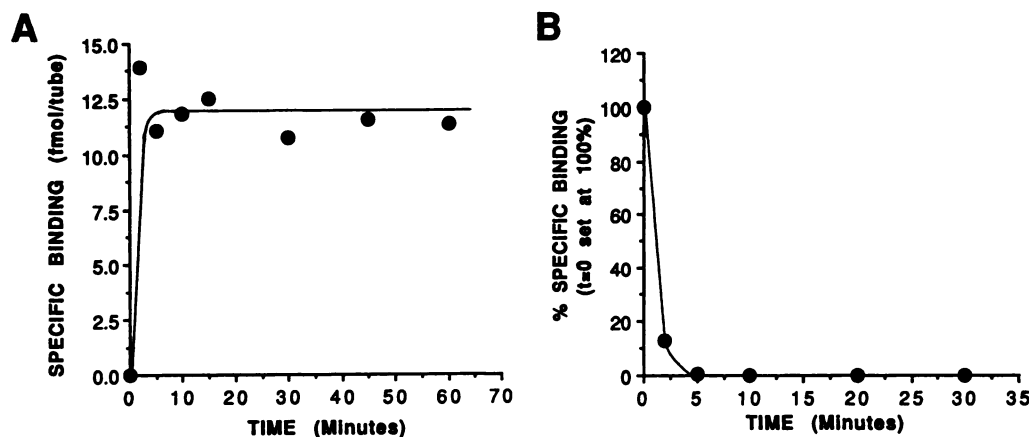 A
SPECIFIC BINDING (fmol/tube)
15.0
12.5
10.0
7.5
5.0
2.5
0.0
0 10 20 30 40 50 60 70
TIME (Minutes)
B
% SPECIFIC BINDING
(t=0 set at 100%)
120
100
80
60
40
20
0
0 5 10 15 20 25 30 35
TIME (Minutes)